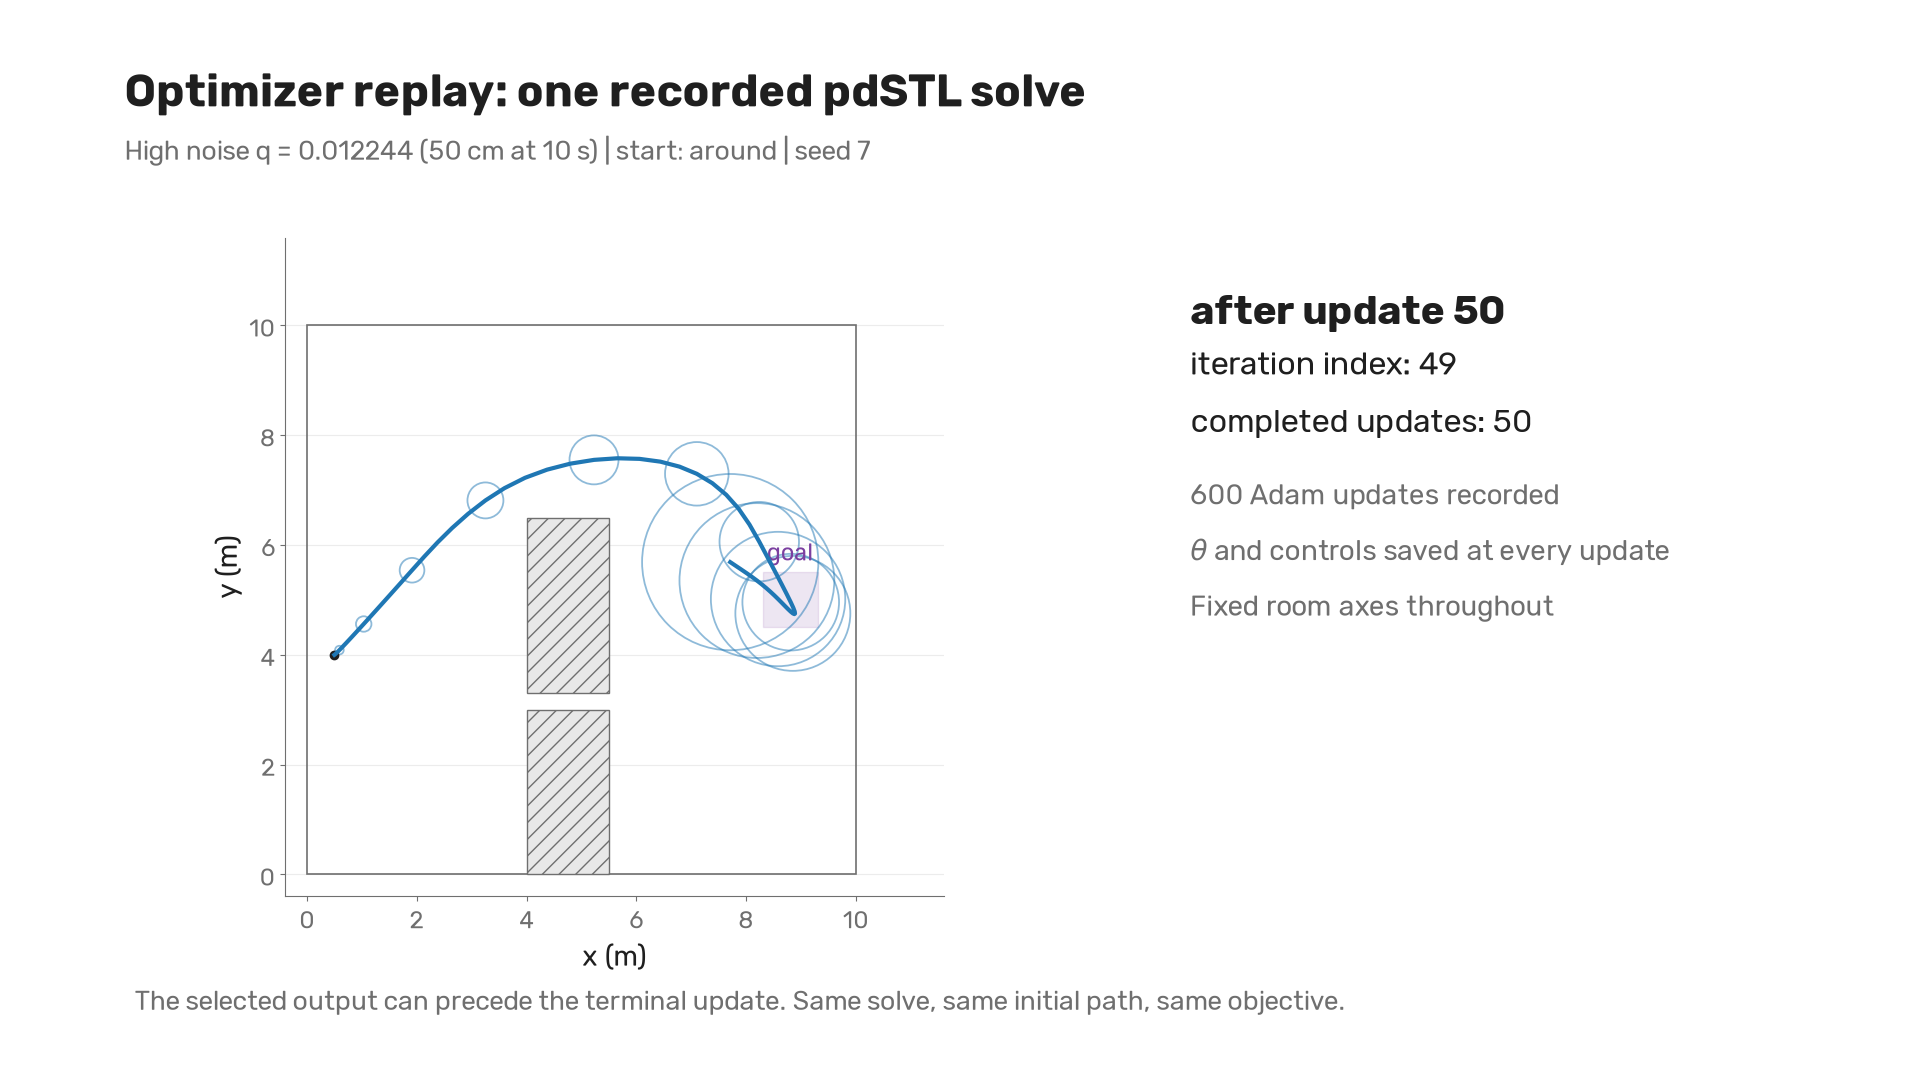 Optimizer replay: one recorded pdSTL solve
High noise q = 0.012244 (50 cm at 10 s) | start: around | seed 7
after update 50
iteration index: 49
completed updates: 50
600 Adam updates recorded
θ and controls saved at every update
Fixed room axes throughout
10
8
6
4
2
0
y (m)
goal
0 2 4 6 8 10
x (m)
The selected output can precede the terminal update. Same solve, same initial path, same objective.